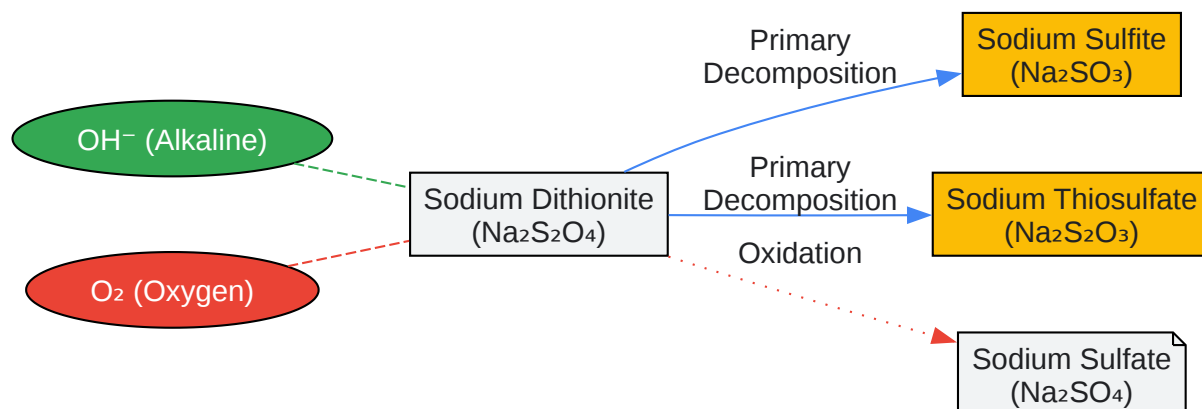 OH⁻ (Alkaline)
O₂ (Oxygen)
Sodium Dithionite
(Na₂S₂O₄)
Primary
Decomposition
Sodium Sulfite
(Na₂SO₃)
Primary
Decomposition
Sodium Thiosulfate
(Na₂S₂O₃)
Oxidation
Sodium Sulfate
(Na₂SO₄)